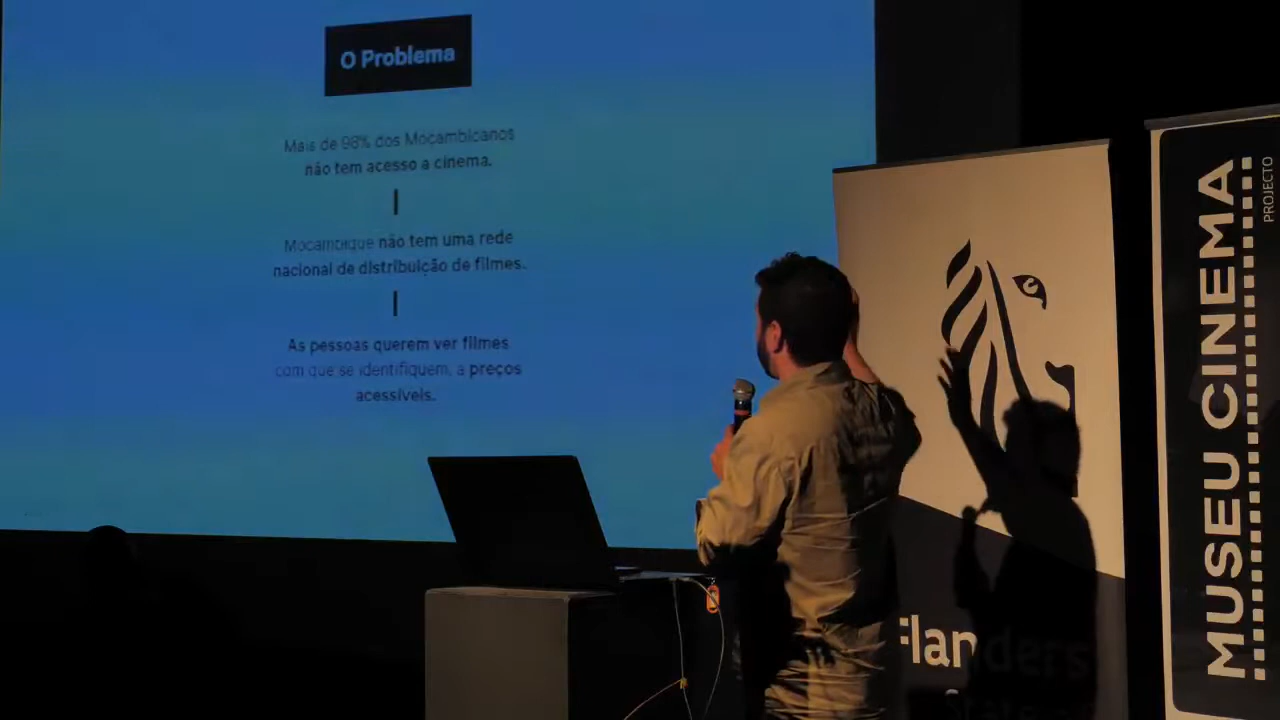 O Problema
Mais de 98% dos Moçambicanos
não tem acesso a cinema.
Mocambique não tem uma rede
nacional de distribuição de filmes.
As pessoas querem ver filmes
com que se identifiquem, a preços
acessíveis.
Flanders
MUSEU CINEMA
PROJECTO